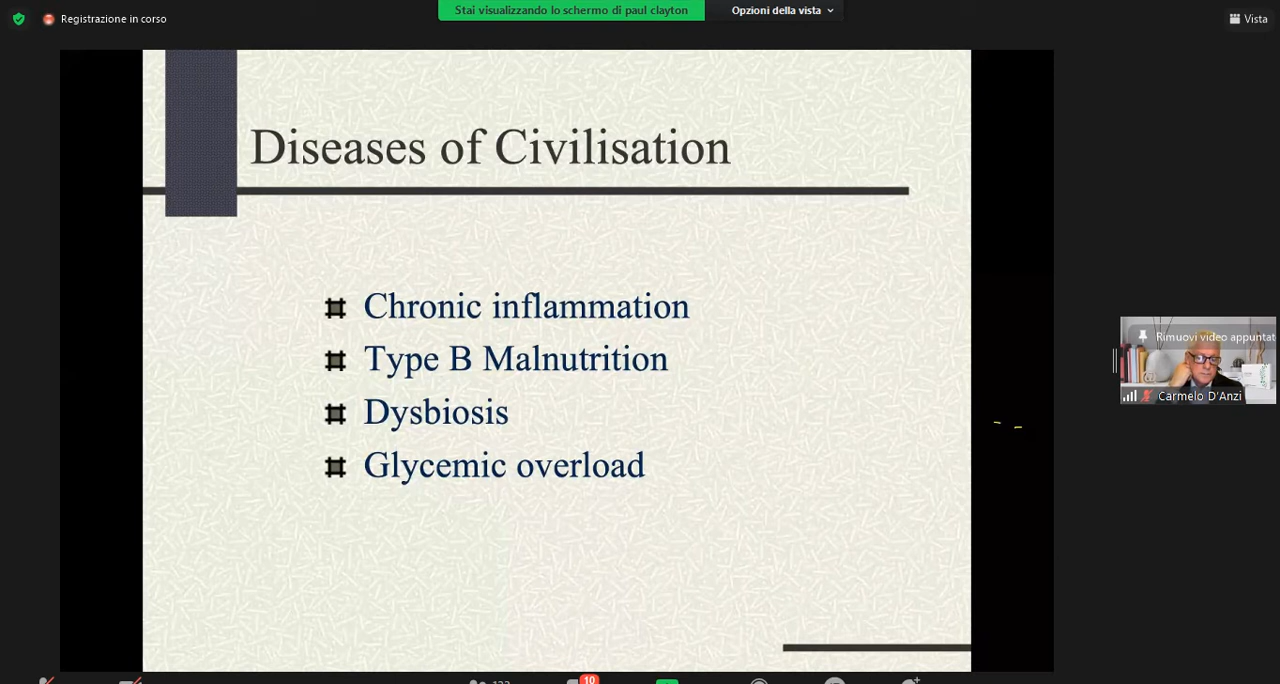 Registrazione in corso
Stai visualizzando lo schermo di paul clayton
Opzioni della vista
Vista
Diseases of Civilisation
Chronic inflammation
Type B Malnutrition
Dysbiosis
Glycemic overload
Rimuovi video appuntat
Carmelo D'Anzi
10